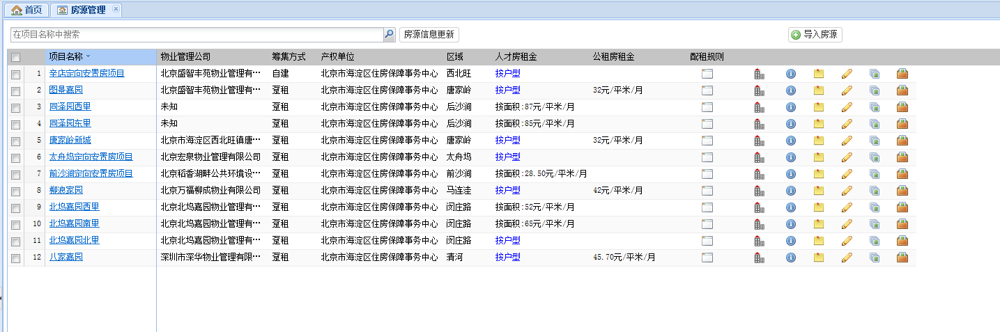 首页 房源管理
在项目名称中搜索 房源信息更新 导入房源
项目名称 物业管理公司 筹集方式 产权单位 区域 人才房租金 公租房租金 配租规则
1 辛店定向安置房项目 北京盛智丰苑物业管理有… 自建 北京市海淀区住房保障事务中心 西北旺 按户型
2 图景嘉园 北京盛智丰苑物业管理有… 趸租 北京市海淀区住房保障事务中心 唐家岭 按户型 32元/平米/月
3 同泽园西里 未知 趸租 北京市海淀区住房保障事务中心 后沙涧 按面积:87元/平米/月
4 同泽园东里 未知 趸租 北京市海淀区住房保障事务中心 后沙涧 按面积:85元/平米/月
5 唐家岭新城 北京市海淀区西北旺镇唐… 趸租 北京市海淀区住房保障事务中心 唐家岭 按户型 32元/平米/月
6 太舟坞定向安置房项目 北京宏泉物业管理有限公司 趸租 北京市海淀区住房保障事务中心 太舟坞 按户型
7 前沙涧定向安置房项目 北京稻香湖畔公共环境设… 趸租 北京市海淀区住房保障事务中心 前沙涧 按面积:28.50元/平米/月
8 柳浪家园 北京万福柳成物业有限公司 趸租 北京市海淀区住房保障事务中心 马连洼 按户型 42元/平米/月
9 北坞嘉园西里 北京北坞嘉园物业管理有… 趸租 北京市海淀区住房保障事务中心 闵庄路 按面积:52元/平米/月
10 北坞嘉园南里 北京北坞嘉园物业管理有… 趸租 北京市海淀区住房保障事务中心 闵庄路 按面积:65元/平米/月
11 北坞嘉园北里 北京北坞嘉园物业管理有… 趸租 北京市海淀区住房保障事务中心 闵庄路 按户型
12 八家嘉园 深圳市深华物业管理有限… 趸租 北京市海淀区住房保障事务中心 清河 按户型 45.70元/平米/月